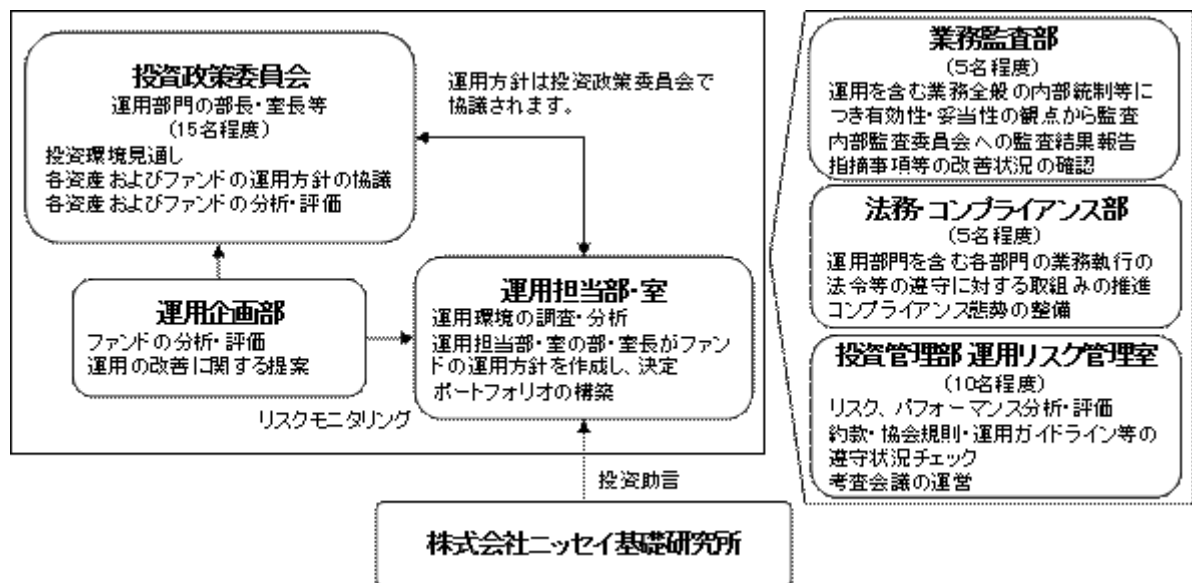 投資政策委員会
運用部門の部長・室長等
(15名程度)
投資環境見通し
各資産およびファンドの運用方針の協議
各資産およびファンドの分析・評価
運用方針は投資政策委員会で
協議されます。
運用企画部
ファンドの分析・評価
運用の改善に関する提案
運用担当部・室
運用環境の調査・分析
運用担当部・室の部・室長がファン
ドの運用方針を作成し、決定
ポートフォリオの構築
リスクモニタリング
投資助言
株式会社ニッセイ基礎研究所
業務監査部
(5名程度)
運用を含む業務全般の内部統制等に
つき有効性・妥当性の観点から監査
内部監査委員会への監査結果報告
指摘事項等の改善状況の確認
法務・コンプライアンス部
(5名程度)
運用部門を含む各部門の業務執行の
法令等の遵守に対する取組みの推進
コンプライアンス態勢の整備
投資管理部 運用リスク管理室
(10名程度)
リスク、パフォーマンス分析・評価
約款・協会規則・運用ガイドライン等の
遵守状況チェック
考査会議の運営